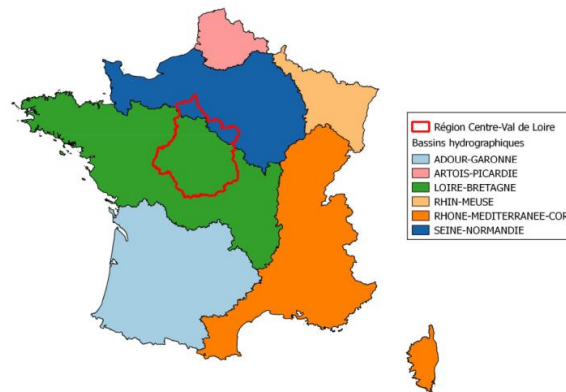 Région Centre-Val de Loire
Bassins hydrographiques
ADOUR-GARONNE
ARTOIS-PICARDIE
LOIRE-BRETAGNE
RHIN-MEUSE
RHONE-MEDITERRANEE-COR
SEINE-NORMANDIE